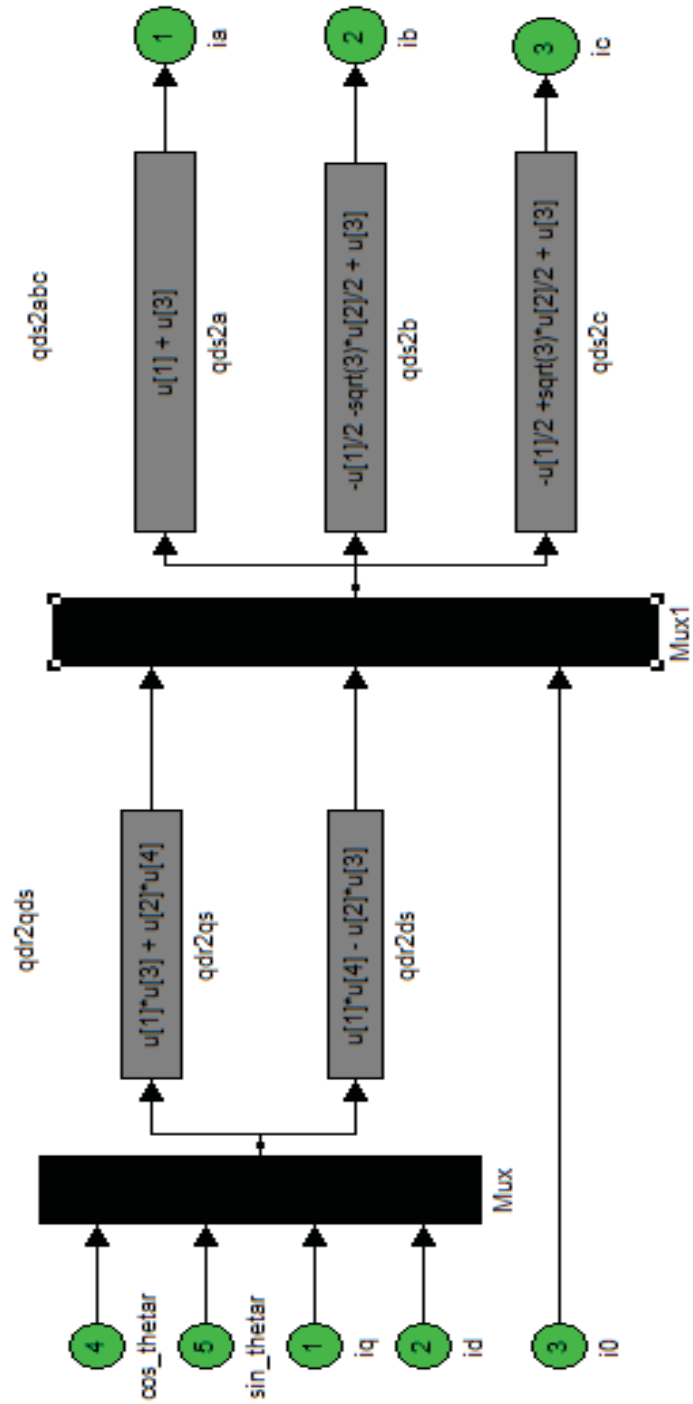 qdr2qds
qds2abc
4
cos_thetar
5
sin_thetar
1
iq
2
id
3
i0
Mux
u[1]*u[3] + u[2]*u[4]
qdr2qs
u[1]*u[4] - u[2]*u[3]
qdr2ds
Mux1
u[1] + u[3]
qds2a
-u[1]/2 -sqrt(3)*u[2]/2 + u[3]
qds2b
-u[1]/2 +sqrt(3)*u[2]/2 + u[3]
qds2c
1
ia
2
ib
3
ic